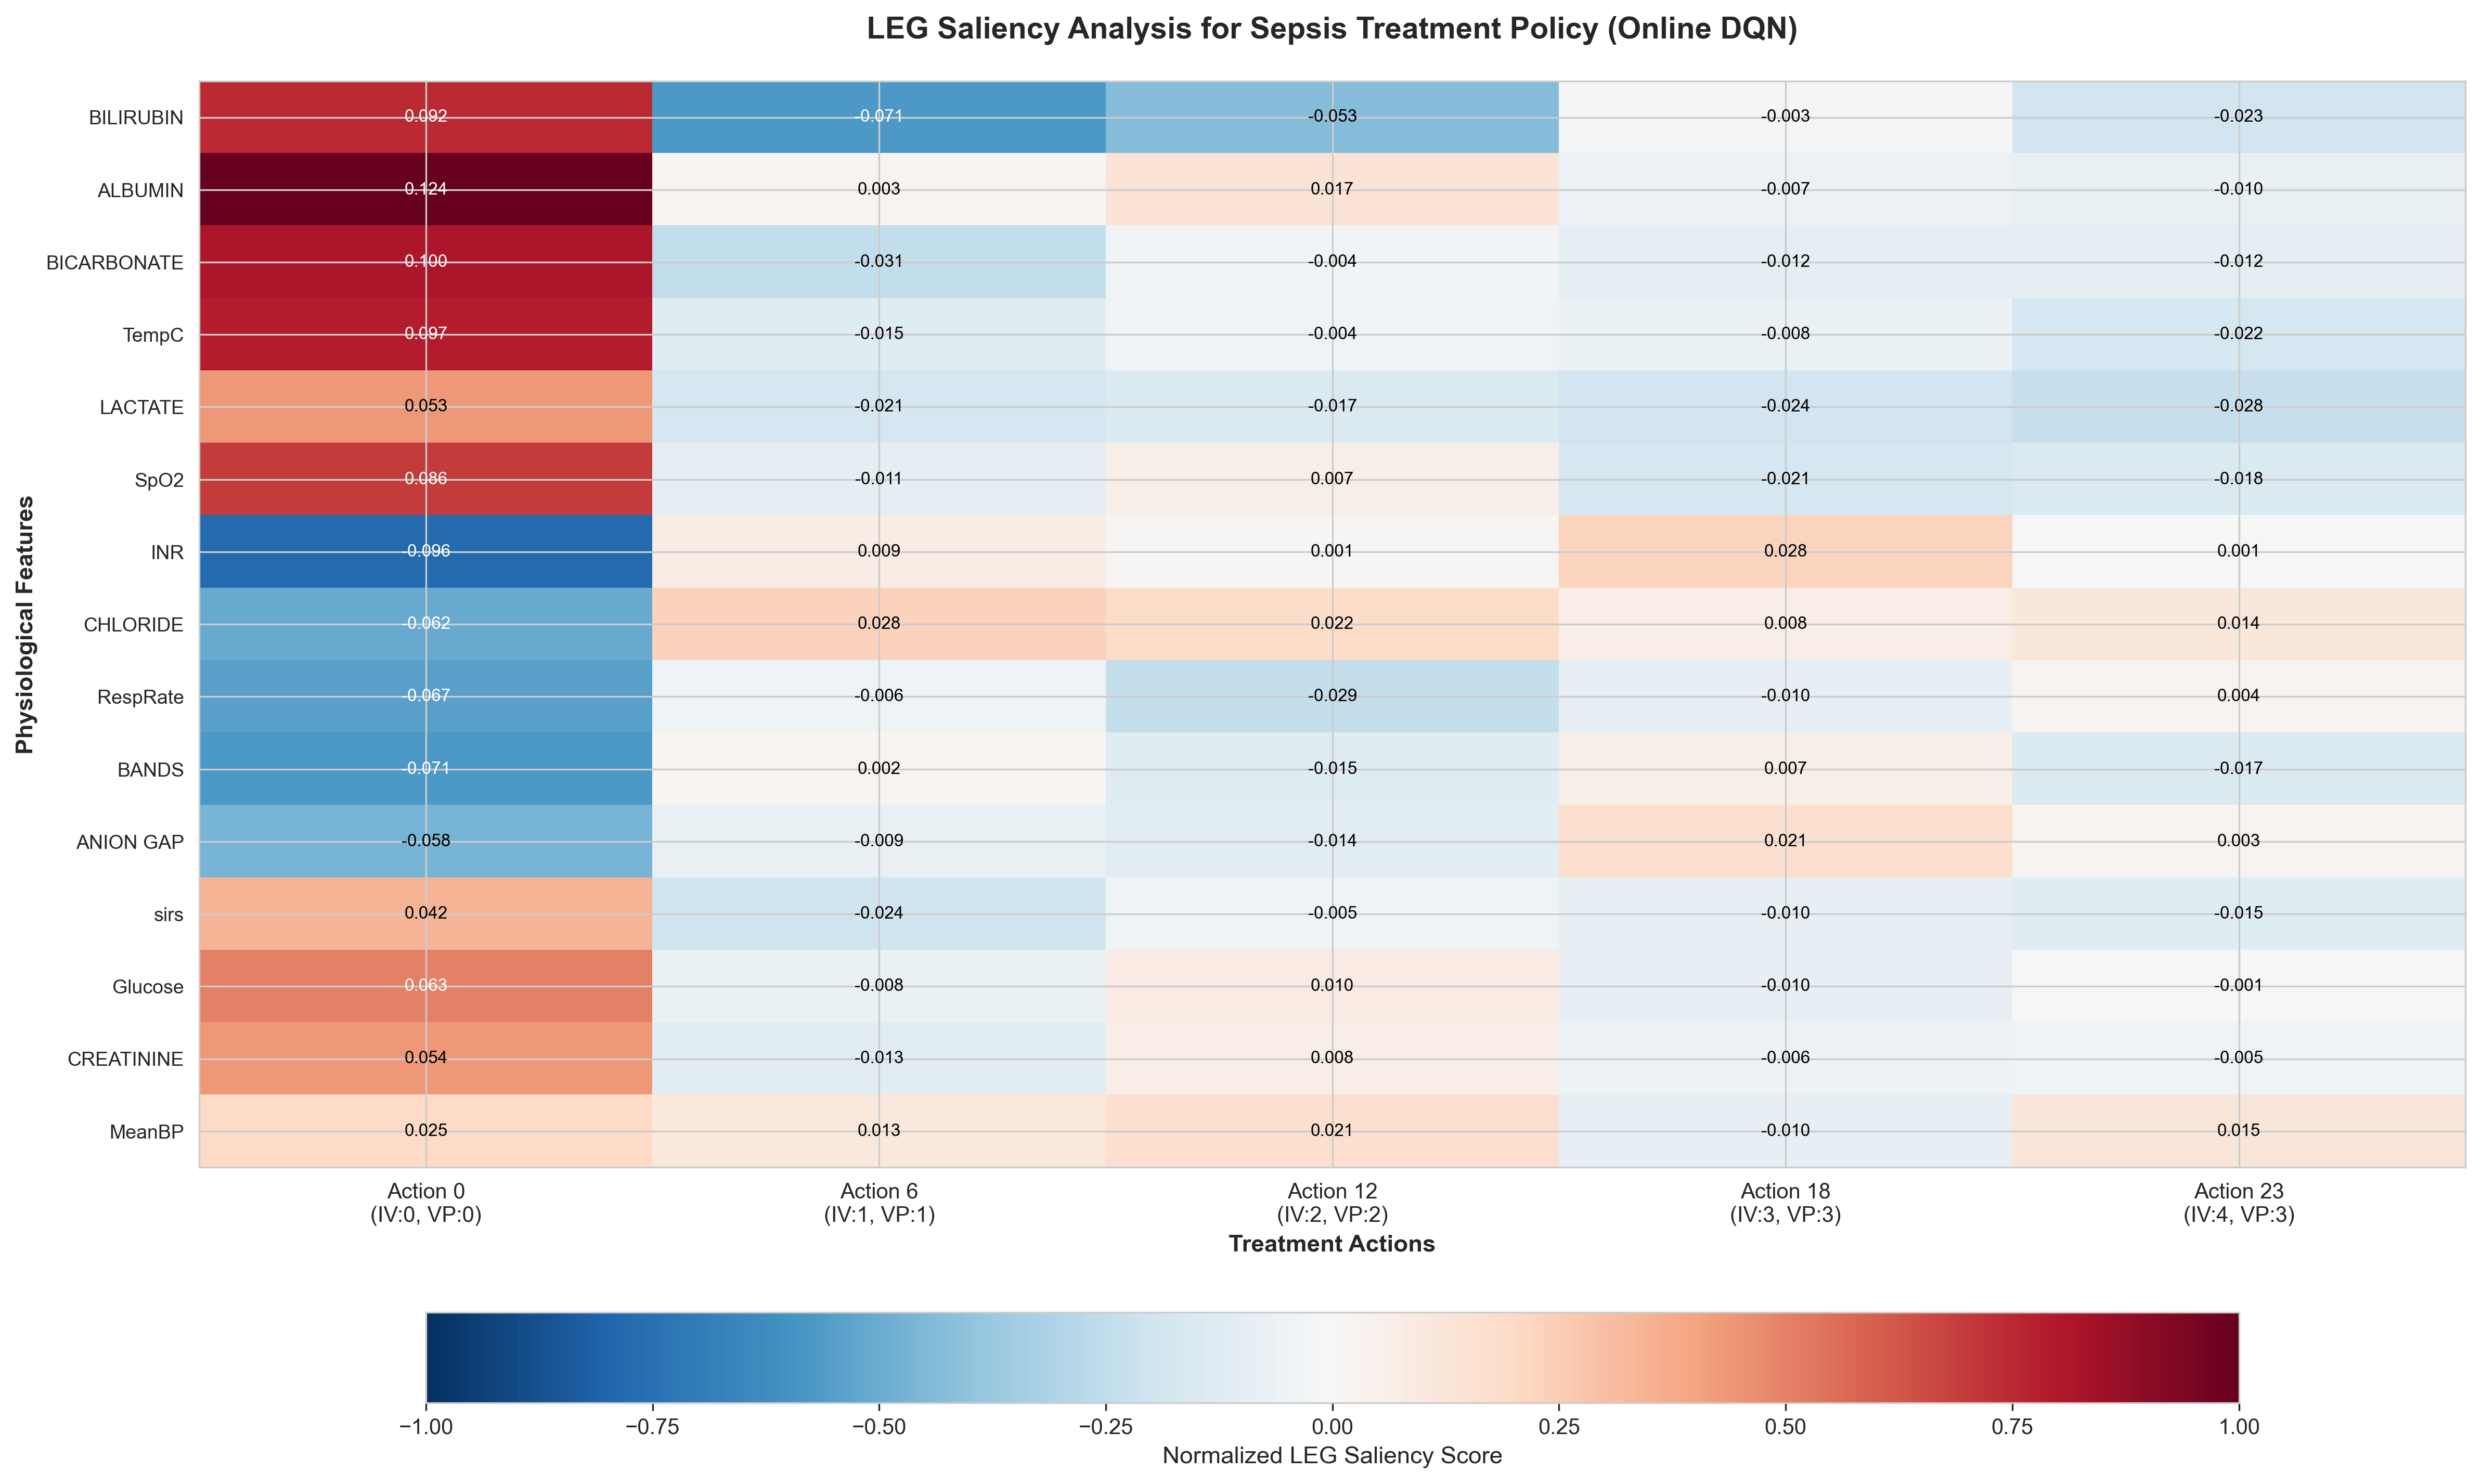 LEG Saliency Analysis for Sepsis Treatment Policy (Online DQN)
Physiological Features
BILIRUBIN 0.092 -0.071 -0.053 -0.003 -0.023
ALBUMIN 0.124 0.003 0.017 -0.007 -0.010
BICARBONATE 0.100 -0.031 -0.004 -0.012 -0.012
TempC 0.097 -0.015 -0.004 -0.008 -0.022
LACTATE 0.053 -0.021 -0.017 -0.024 -0.028
SpO2 0.086 -0.011 0.007 -0.021 -0.018
INR -0.096 0.009 0.001 0.028 0.001
CHLORIDE -0.062 0.028 0.022 0.008 0.014
RespRate -0.067 -0.006 -0.029 -0.010 0.004
BANDS -0.071 0.002 -0.015 0.007 -0.017
ANION GAP -0.058 -0.009 -0.014 0.021 0.003
sirs 0.042 -0.024 -0.005 -0.010 -0.015
Glucose 0.063 -0.008 0.010 -0.010 -0.001
CREATININE 0.054 -0.013 0.008 -0.006 -0.005
MeanBP 0.025 0.013 0.021 -0.010 0.015
Action 0 Action 6 Action 12 Action 18 Action 23
(IV:0, VP:0) (IV:1, VP:1) (IV:2, VP:2) (IV:3, VP:3) (IV:4, VP:3)
Treatment Actions
−1.00 −0.75 −0.50 −0.25 0.00 0.25 0.50 0.75 1.00
Normalized LEG Saliency Score